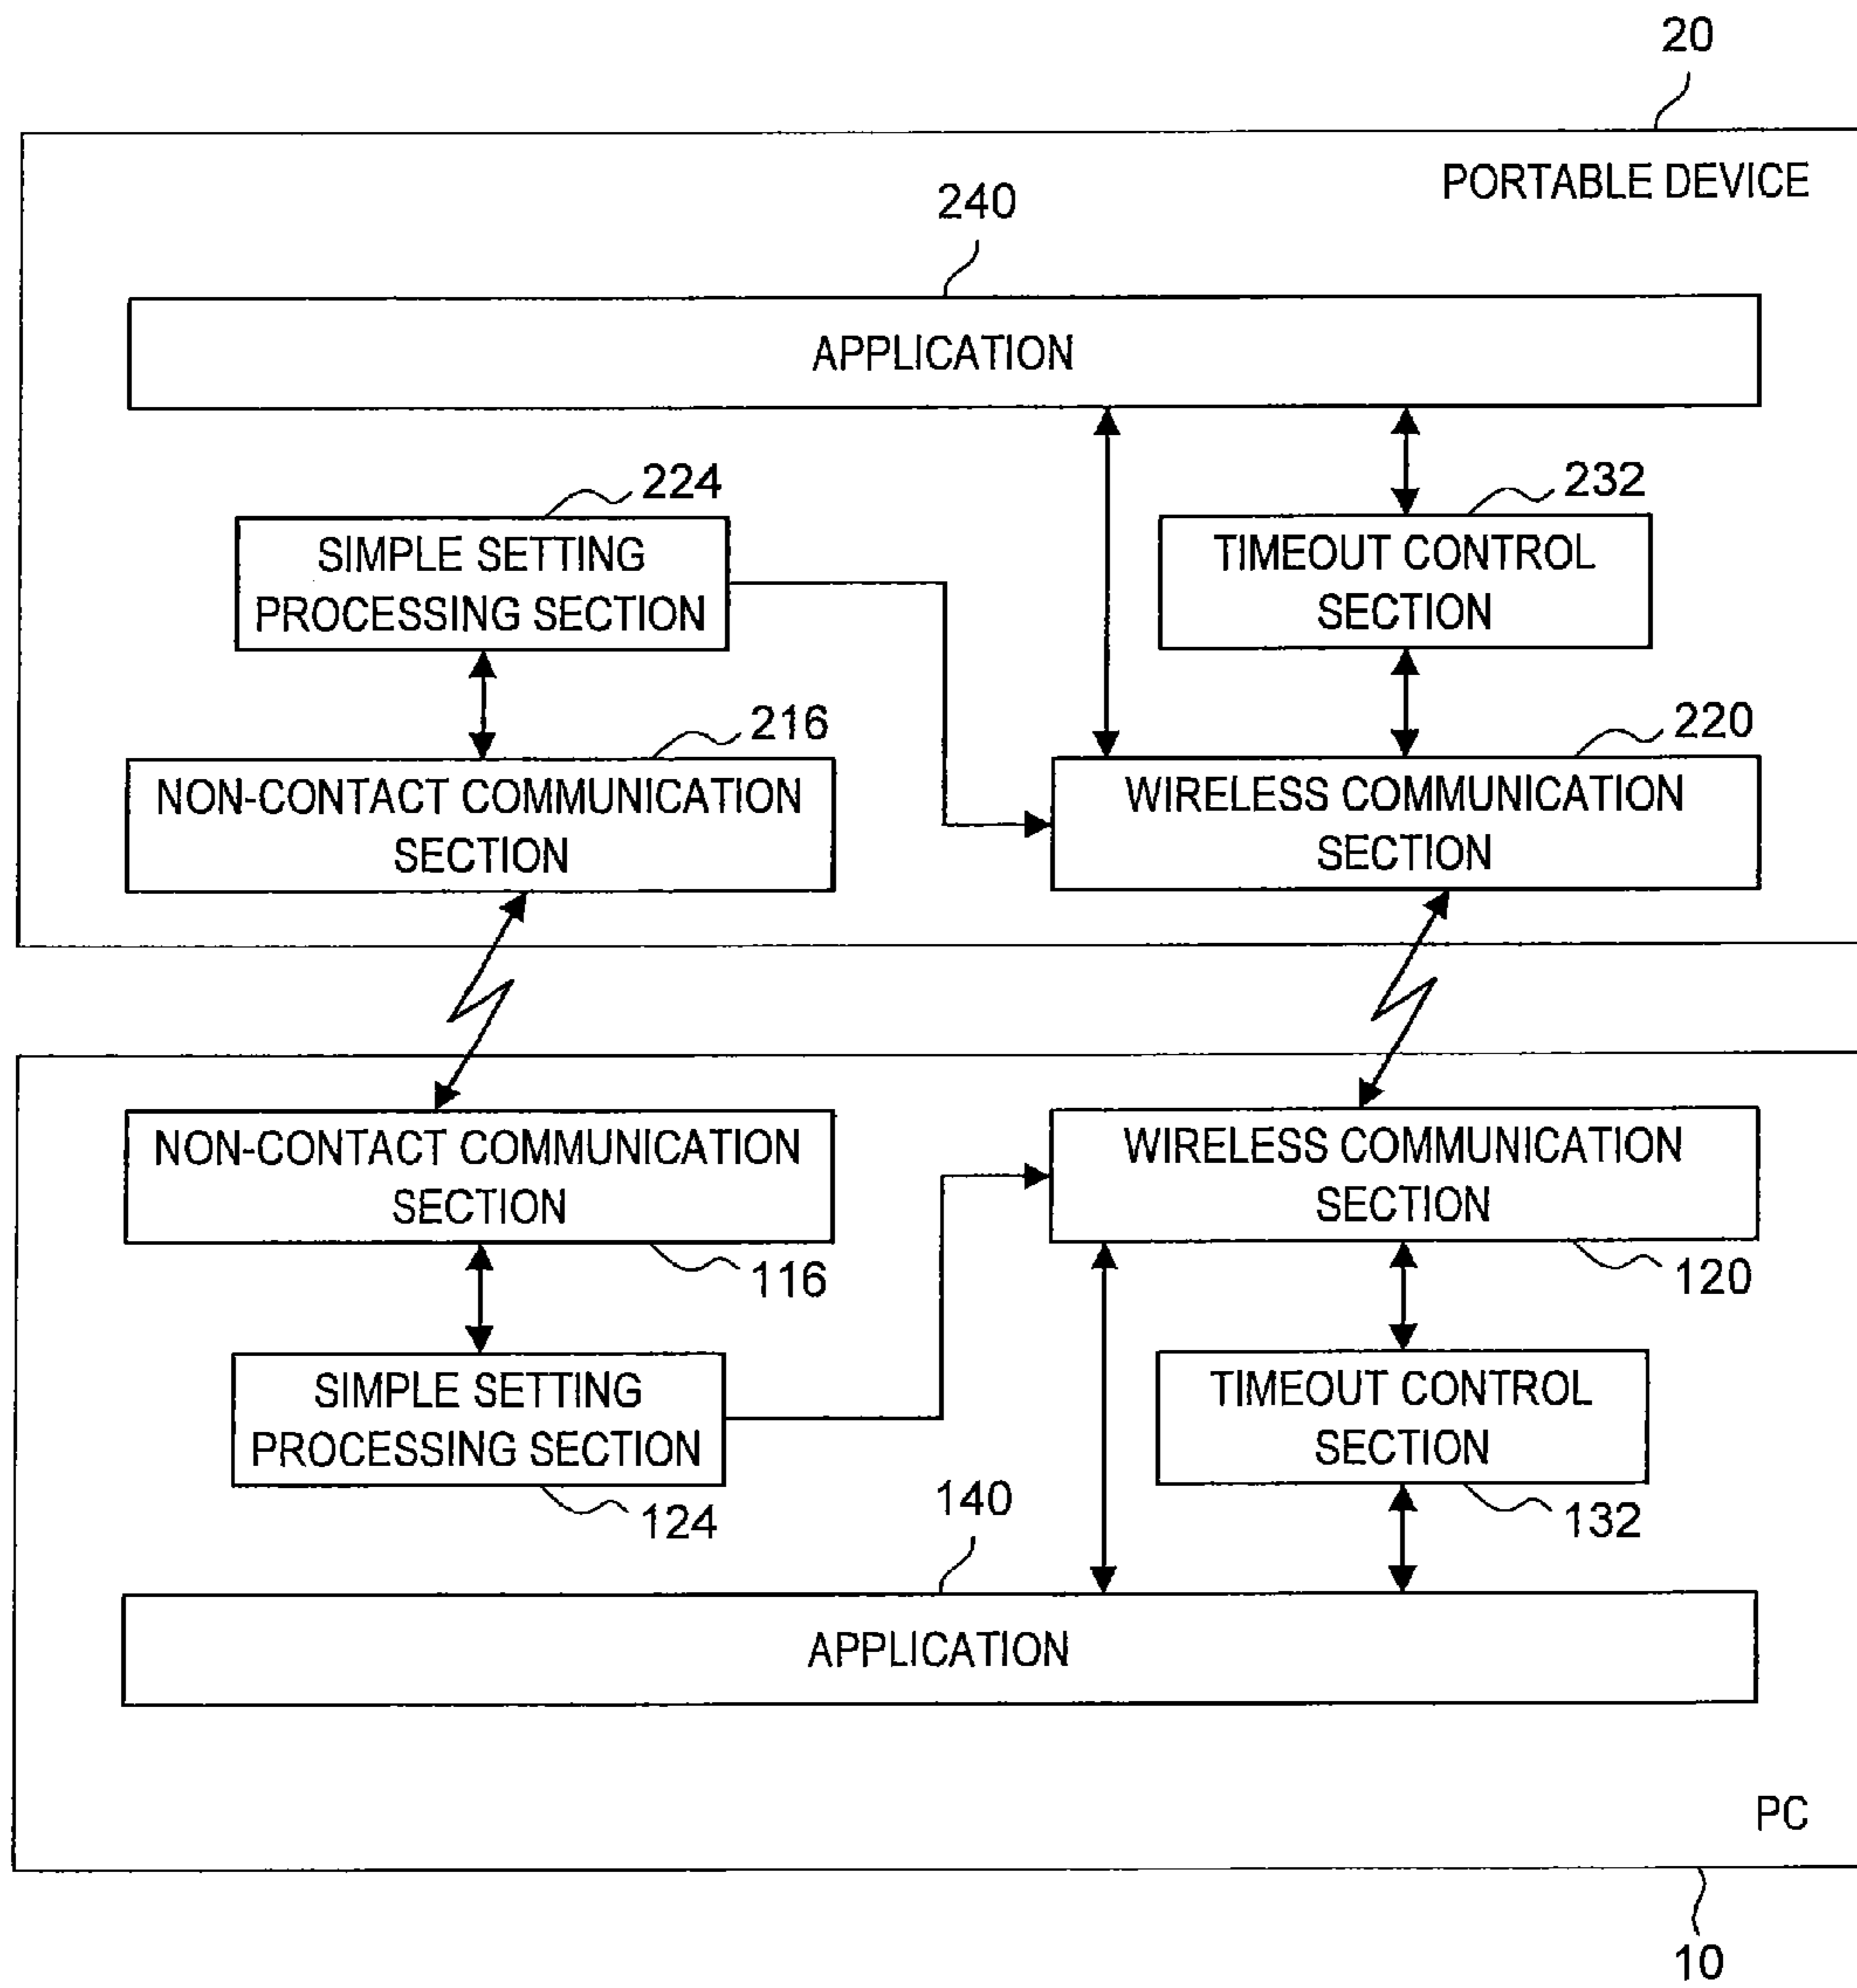 20
PORTABLE DEVICE
240
APPLICATION
224
232
SIMPLE SETTING
PROCESSING SECTION
TIMEOUT CONTROL
SECTION
216
220
NON-CONTACT COMMUNICATION
SECTION
WIRELESS COMMUNICATION
SECTION
NON-CONTACT COMMUNICATION
SECTION
WIRELESS COMMUNICATION
SECTION
116
120
SIMPLE SETTING
PROCESSING SECTION
TIMEOUT CONTROL
SECTION
124
140
132
APPLICATION
PC
10